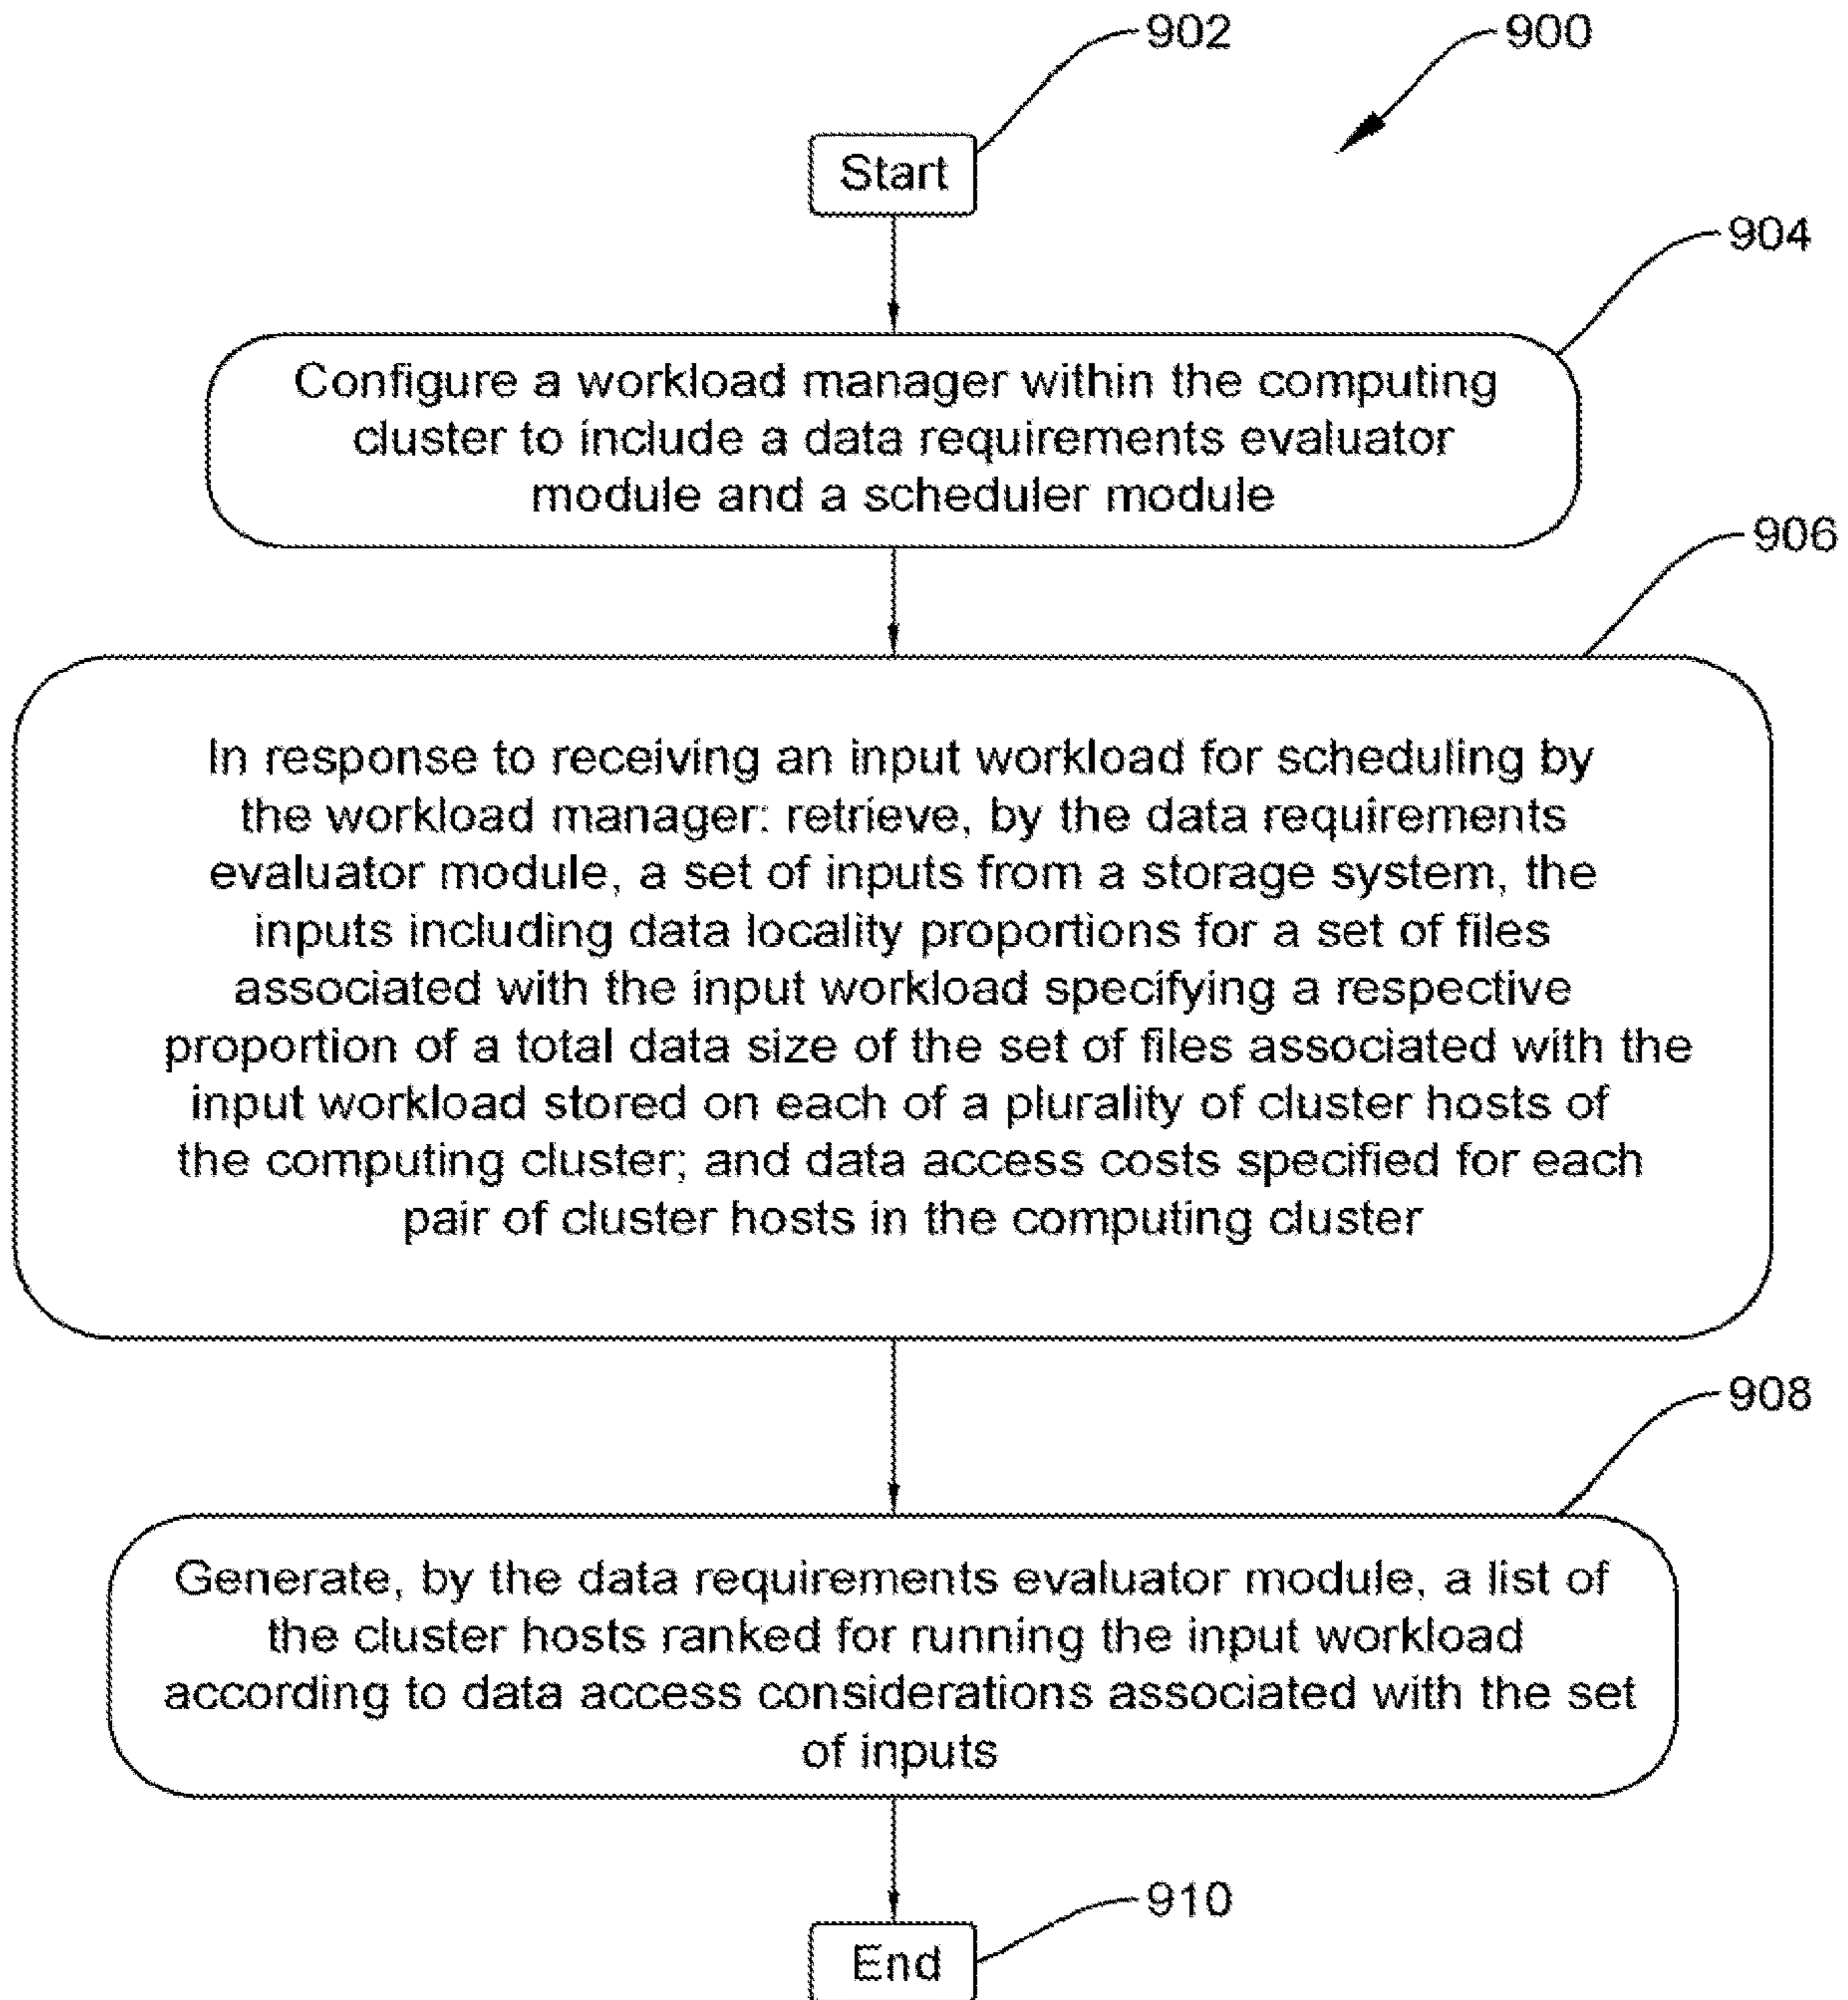 902
900
Start
904
Configure a workload manager within the computing
cluster to include a data requirements evaluator
module and a scheduler module
906
In response to receiving an input workload for scheduling by
the workload manager: retrieve, by the data requirements
evaluator module, a set of inputs from a storage system, the
inputs including data locality proportions for a set of files
associated with the input workload specifying a respective
proportion of a total data size of the set of files associated with the
input workload stored on each of a plurality of cluster hosts of
the computing cluster; and data access costs specified for each
pair of cluster hosts in the computing cluster
908
Generate, by the data requirements evaluator module, a list of
the cluster hosts ranked for running the input workload
according to data access considerations associated with the set
of inputs
910
End